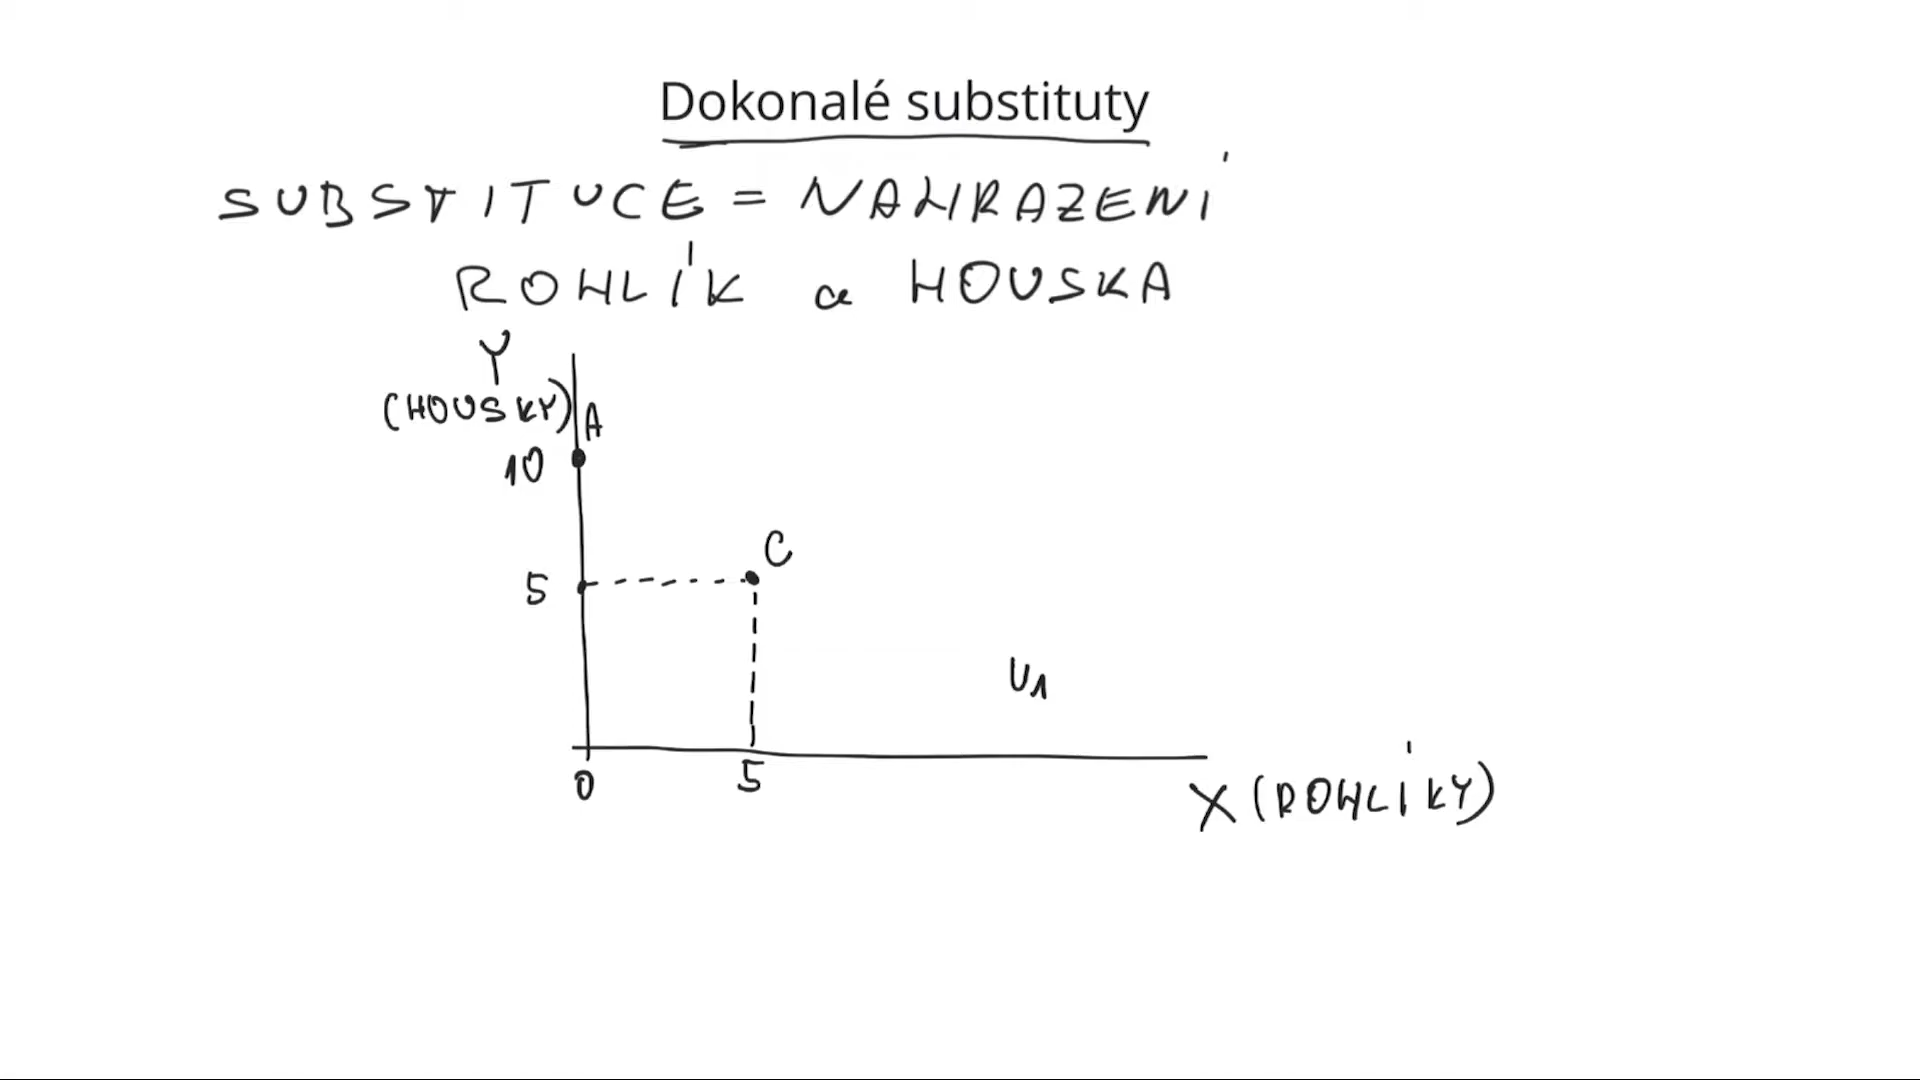 Dokonalé substituty
SUBSTITUCE = NAHRAZENÍ
ROHLÍK a HOUSKA
Y
(HOUSKY)
A
10
C
5
U1
0
5
X (ROHLÍKY)